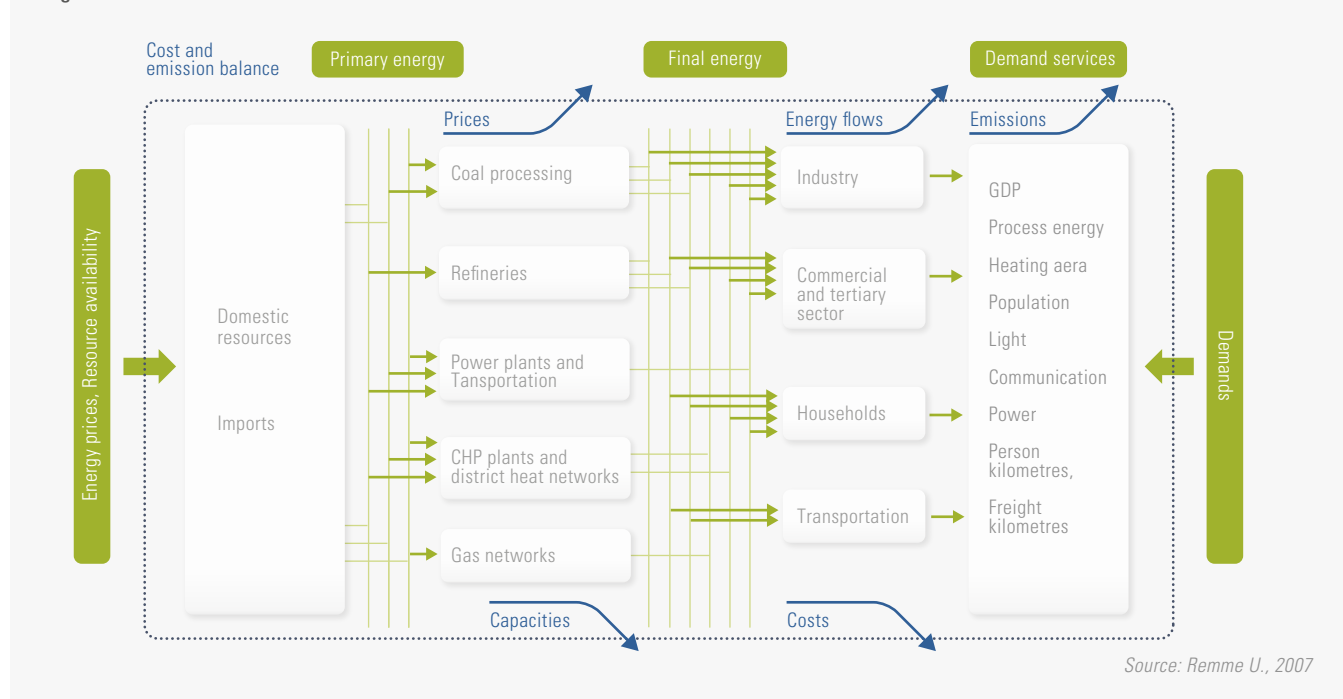 Cost and
emission balance
Primary energy
Final energy
Demand services
Prices
Energy flows
Emissions
Energy prices, Resource availability
Domestic
resources
Imports
Coal processing
Refineries
Power plants and
Tansportation
CHP plants and
district heat networks
Gas networks
Industry
Commercial
and tertiary
sector
Households
Transportation
GDP
Process energy
Heating aera
Population
Light
Communication
Power
Person
kilometres,
Freight
kilometres
Demands
Capacities
Costs
Source: Remme U., 2007